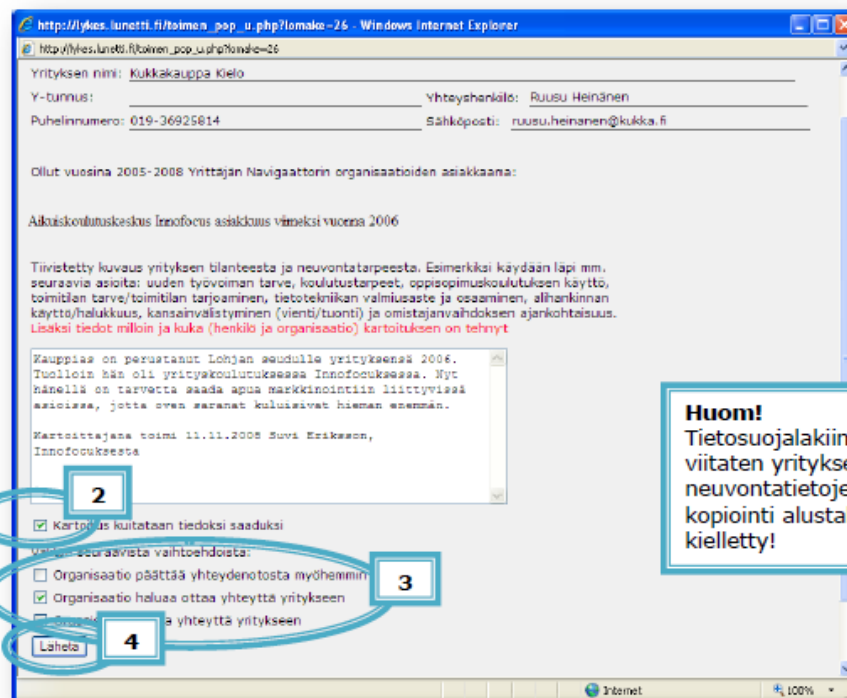 http://lykes.lunetti.fi/toimen_pop_u.php?lomake=26 - Windows Internet Explorer
http://lykes.lunetti.fi/toimen_pop_u.php?lomake=26
Yrityksen nimi: Kukkakauppa Kielo
Y-tunnus: Yhteyshenkilö: Ruusu Heinänen
Puhelinnumero: 019-36925814 Sähköposti: ruusu.heinanen@kukka.fi
Ollut vuosina 2005-2008 Yrittäjän Navigaattorin organisaatioiden asiakkaana:
Aikuiskoulutuskeskus Innofocus asiakkuus viimeksi vuonna 2006
Tiivistetty kuvaus yrityksen tilanteesta ja neuvontatarpeesta. Esimerkiksi käydään läpi mm.
seuraavia asioita: uuden työvoiman tarve, koulutustarpeet, oppisopimuskoulutuksen käyttö,
toimitilan tarve/toimitilan tarjoaminen, tietotekniikan valmiusaste ja osaaminen, alihankinnan
käyttö/halukkuus, kansainvälistyminen (vienti/tuonti) ja omistajanvaihdoksen ajankohtaisuus.
Lisäksi tiedot milloin ja kuka (henkilö ja organisaatio) kartoituksen on tehnyt
Kauppias on perustanut Lohjan seudulle yrityksensä 2006.
Tuolloin hän oli yrityskoulutuksessa Innofocuksessa. Nyt
hänellä on tarvetta saada apua markkinointiin liittyvissä
asioissa, jotta oven saranat kuluisivat hieman enemmän.
Kartoittajana toimi 11.11.2008 Suvi Eriksson,
Innofocuksesta
Huom!
Tietosuojalakiin
viitaten yritykse
neuvontatietoje
kopiointi alusta
kielletty!
2
Kartoitus kuitataan tiedoksi saaduksi
seuraavista vaihtoehdoista:
Organisaatio päättää yhteydenotosta myöhemmin
3
Organisaatio haluaa ottaa yhteyttä yritykseen
yhteyttä yritykseen
Lähetä
4
Internet 100%